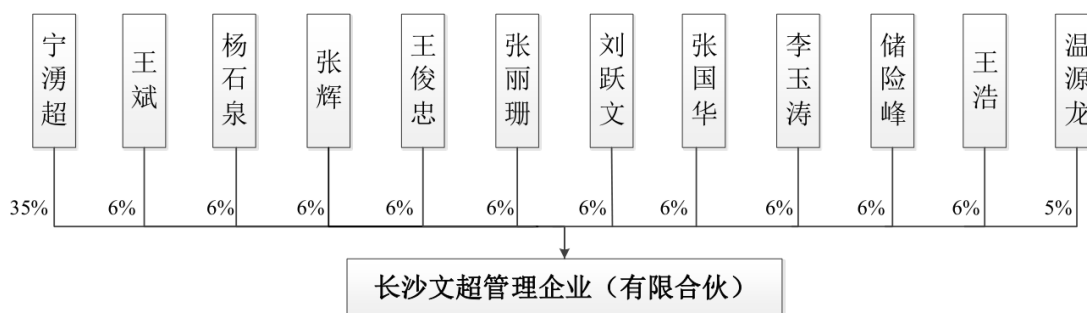 宁湧超
王斌
杨石泉
张辉
王俊忠
张丽珊
刘跃文
张国华
李玉涛
储险峰
王浩
温源龙
35%
6%
6%
6%
6%
6%
6%
6%
6%
6%
6%
5%
长沙文超管理企业（有限合伙）